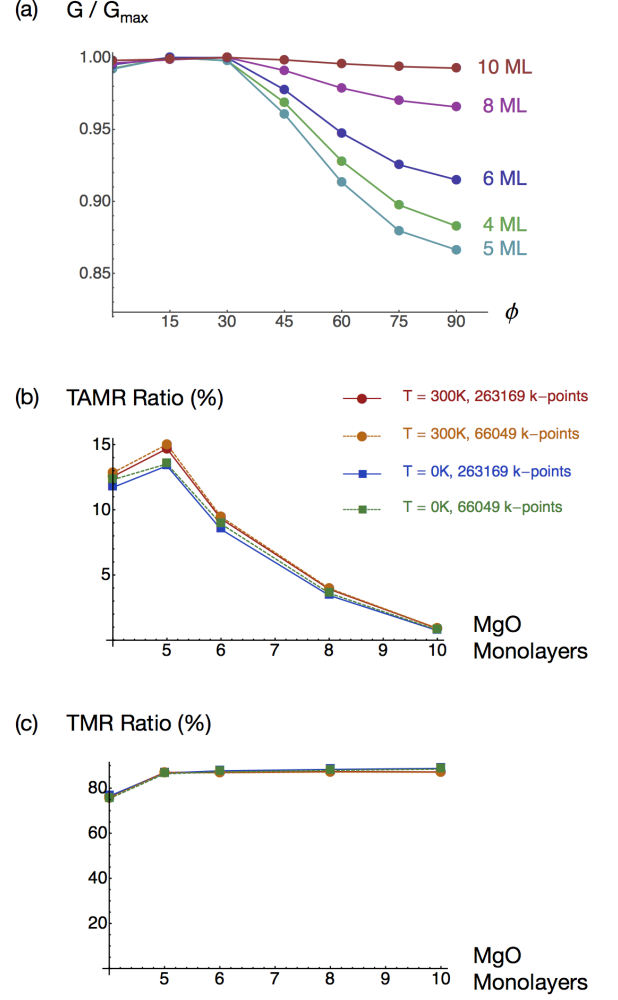 (a) G / Gmax
1.00
0.95
0.90
0.85
10 ML
8 ML
6 ML
4 ML
5 ML
15 30 45 60 75 90 ϕ
(b) TAMR Ratio (%)
T = 300K, 263169 k−points
T = 300K, 66049 k−points
T = 0K, 263169 k−points
T = 0K, 66049 k−points
15
10
5
5 6 7 8 9 10
MgO
Monolayers
(c) TMR Ratio (%)
80
60
40
20
5 6 7 8 9 10
MgO
Monolayers